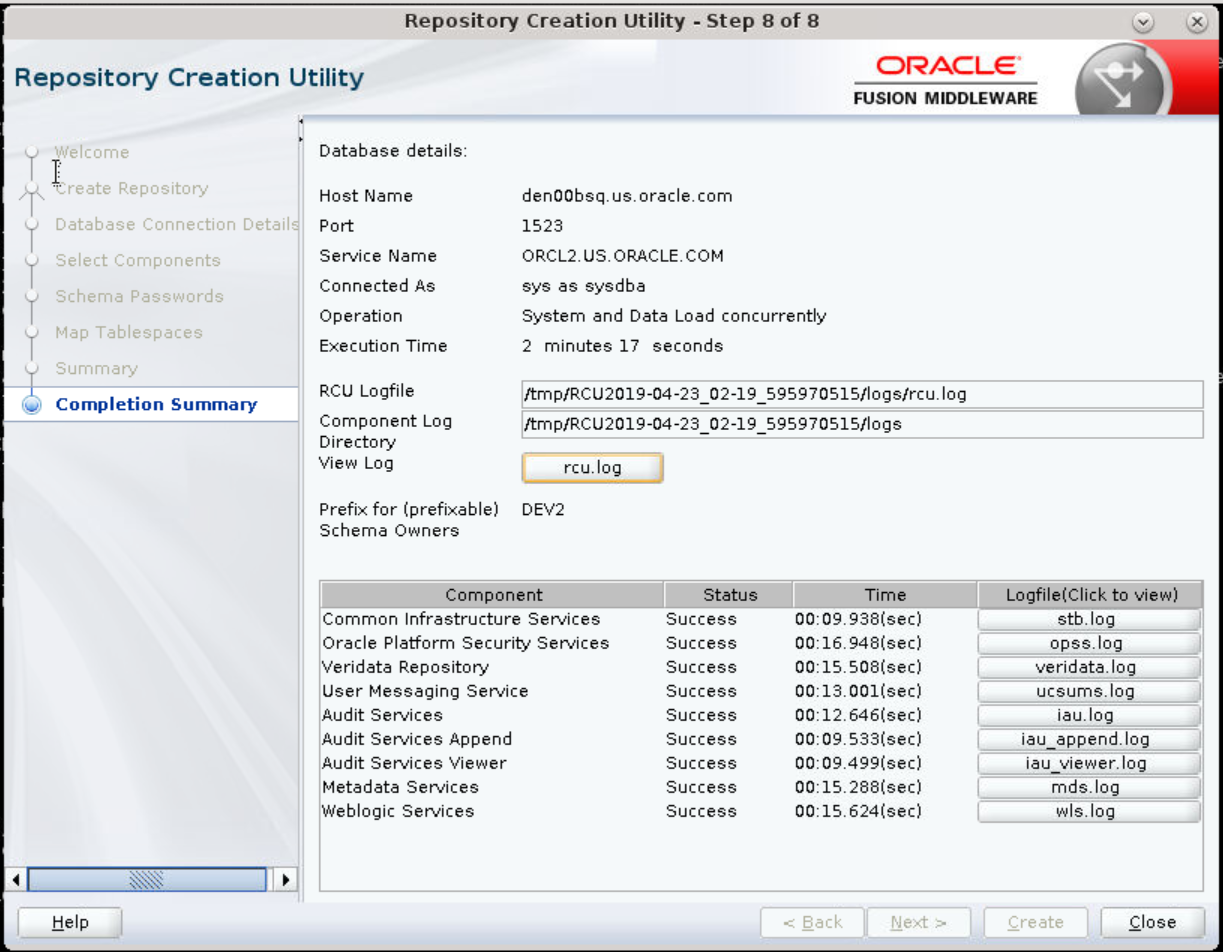 Repository Creation Utility - Step 8 of 8
Repository Creation Utility
ORACLE
FUSION MIDDLEWARE
Welcome
Create Repository
Database Connection Details
Select Components
Schema Passwords
Map Tablespaces
Summary
Completion Summary
Database details:
Host Name den00bsq.us.oracle.com
Port 1523
Service Name ORCL2.US.ORACLE.COM
Connected As sys as sysdba
Operation System and Data Load concurrently
Execution Time 2 minutes 17 seconds
RCU Logfile /tmp/RCU2019-04-23_02-19_595970515/logs/rcu.log
Component Log /tmp/RCU2019-04-23_02-19_595970515/logs
Directory
View Log rcu.log
Prefix for (prefixable) DEV2
Schema Owners
Component Status Time Logfile(Click to view)
Common Infrastructure Services Success 00:09.938(sec) stb.log
Oracle Platform Security Services Success 00:16.948(sec) opss.log
Veridata Repository Success 00:15.508(sec) veridata.log
User Messaging Service Success 00:13.001(sec) ucsums.log
Audit Services Success 00:12.646(sec) iau.log
Audit Services Append Success 00:09.533(sec) iau_append.log
Audit Services Viewer Success 00:09.499(sec) iau_viewer.log
Metadata Services Success 00:15.288(sec) mds.log
Weblogic Services Success 00:15.624(sec) wls.log
Help < Back Next > Create Close